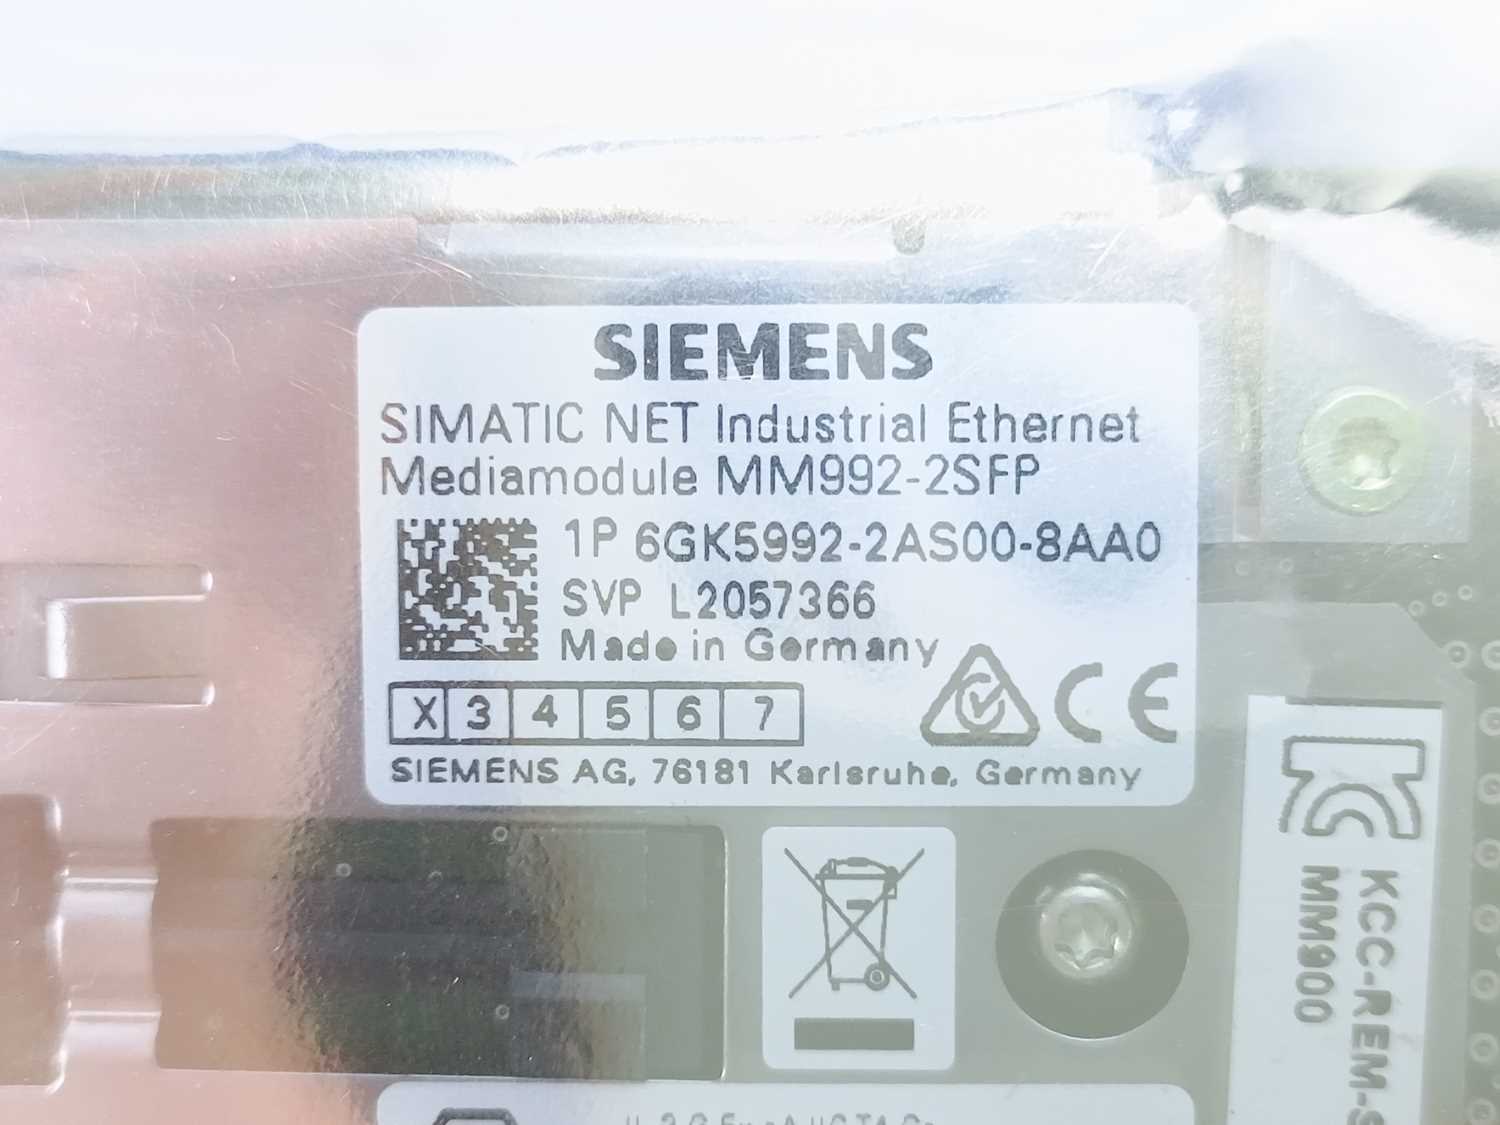 SIEMENS
SIMATIC NET Industrial Ethernet
Mediamodule MM992-2SFP
1P 6GK5992-2AS00-8AA0
SVP L2057366
Made in Germany
X 3 4 5 6 7
CE
SIEMENS AG, 76181 Karlsruhe, Germany
KCC-REM-S
MM900